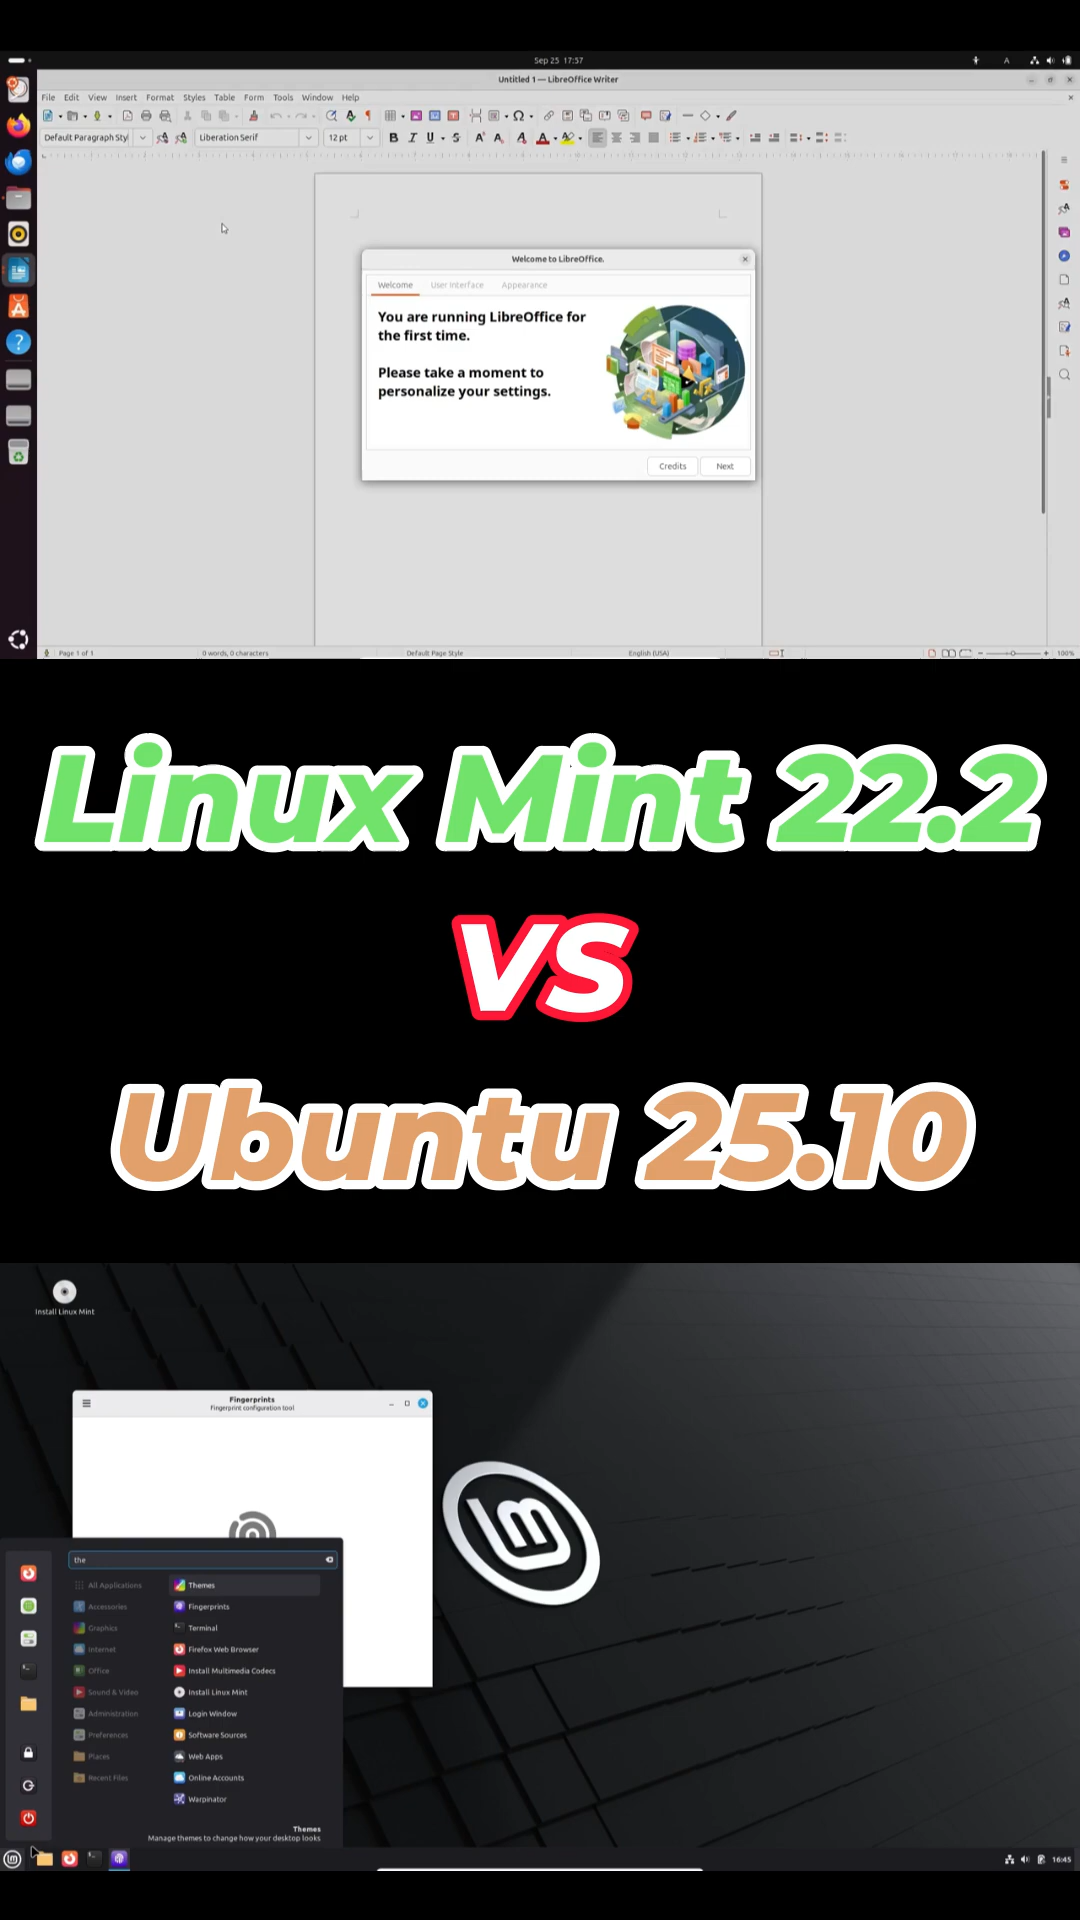 Sep 25 17:37
A
Untitled 1 — LibreOffice Writer
File Edit View Insert Format Styles Table Form Tools Window Help
Default Paragraph Styl Liberation Serif 12 pt
Welcome to LibreOffice.
Welcome User Interface Appearance
You are running LibreOffice for
the first time.
Please take a moment to
personalize your settings.
Credits Next
Page 1 of 1 0 words, 0 characters Default Page Style English (USA) 100%
Linux Mint 22.2
VS
Ubuntu 25.10
Install Linux Mint
Fingerprints
Fingerprint configuration tool
the
All Applications Themes
Accessories Fingerprints
Graphics Terminal
Internet Firefox Web Browser
Office Install Multimedia Codecs
Sound & Video Install Linux Mint
Administration Login Window
Preferences Software Sources
Places Web Apps
Recent Files Online Accounts
Warpinator
Themes
Manage themes to change how your desktop looks
16:45